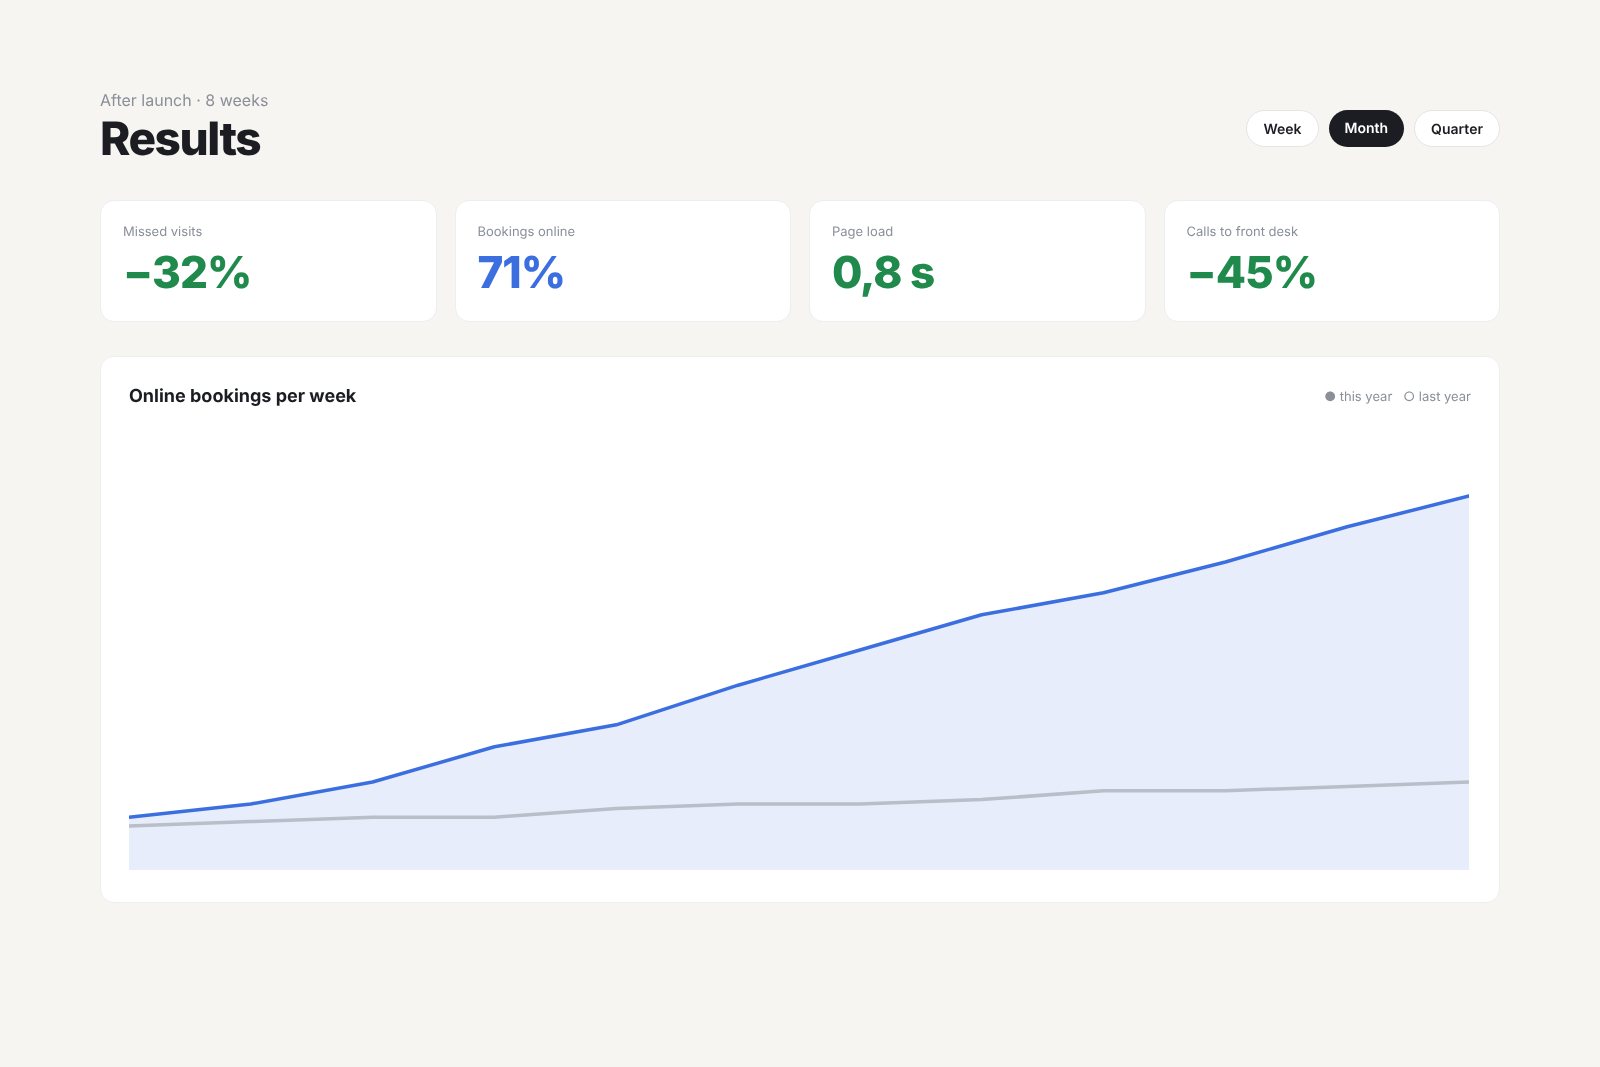 After launch · 8 weeks
Results
Week
Month
Quarter
Missed visits
−32%
Bookings online
71%
Page load
0,8 s
Calls to front desk
−45%
Online bookings per week
● this year ○ last year